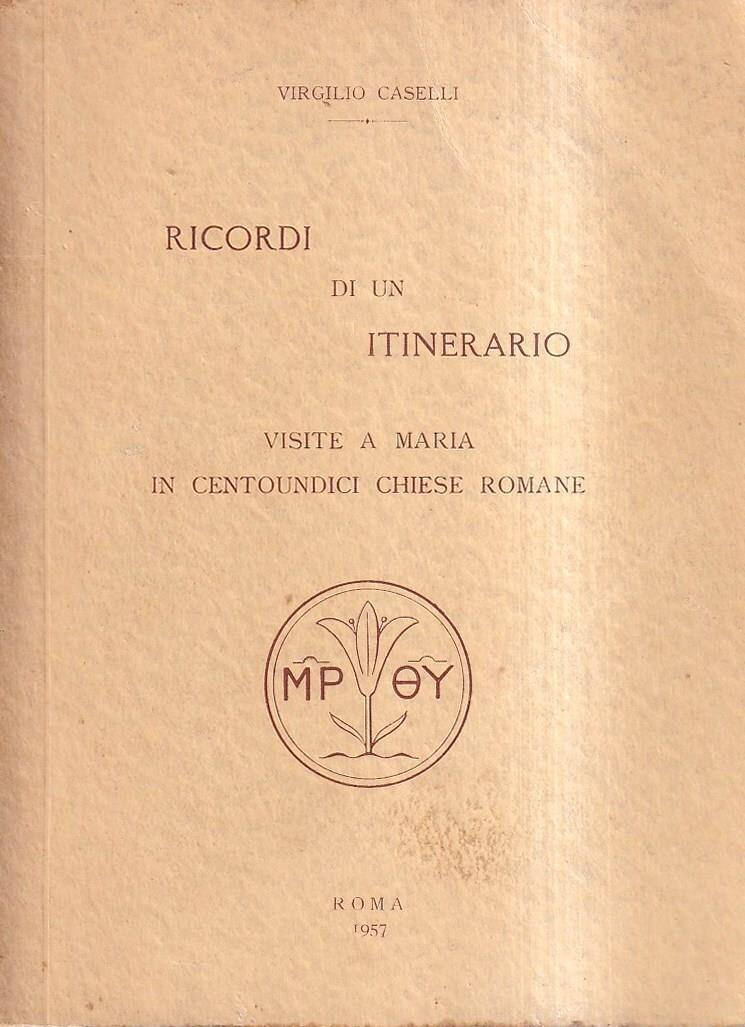 VIRGILIO CASELLI
RICORDI
DI UN
ITINERARIO
VISITE A MARIA
IN CENTOUNDICI CHIESE ROMANE
ΜΡ ΘΥ
ROMA
1957